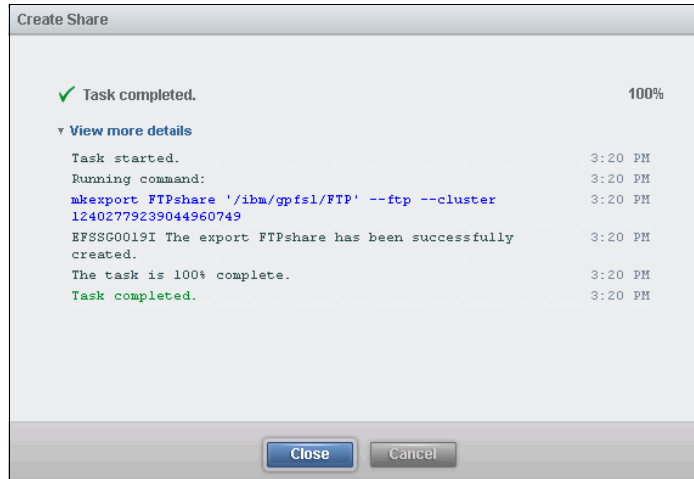 Create Share
Task completed. 100%
View more details
Task started. 3:20 PM
Running command: 3:20 PM
mkexport FTPshare '/ibm/gpfs1/FTP' --ftp --cluster 3:20 PM
12402779239044960749
EFSSG0019I The export FTPshare has been successfully 3:20 PM
created.
The task is 100% complete. 3:20 PM
Task completed. 3:20 PM
Close Cancel